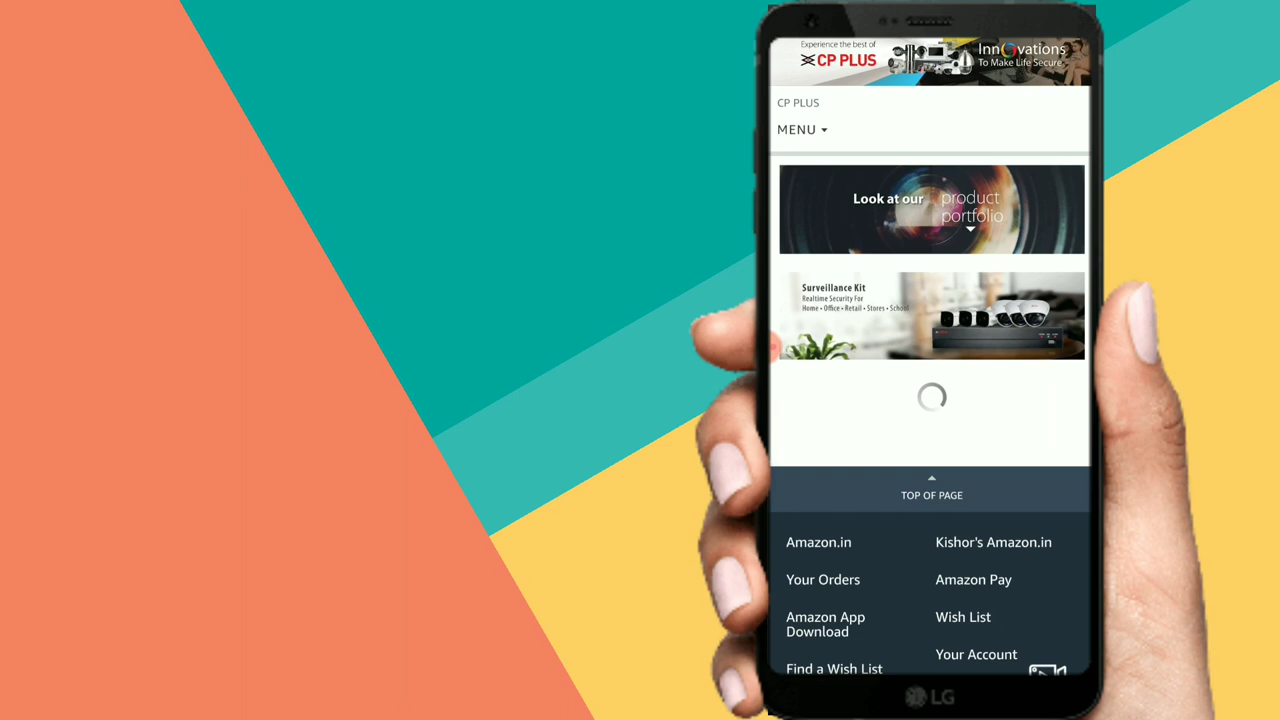 Experience the best of
CP PLUS
Innovations
To Make Life Secure.
CP PLUS
MENU
Look at our product
portfolio
Surveillance Kit
Realtime Security For
Home • Office • Retail • Stores • School
TOP OF PAGE
Amazon.in
Kishor's Amazon.in
Your Orders
Amazon Pay
Amazon App
Download
Wish List
Your Account
Find a Wish List
LG